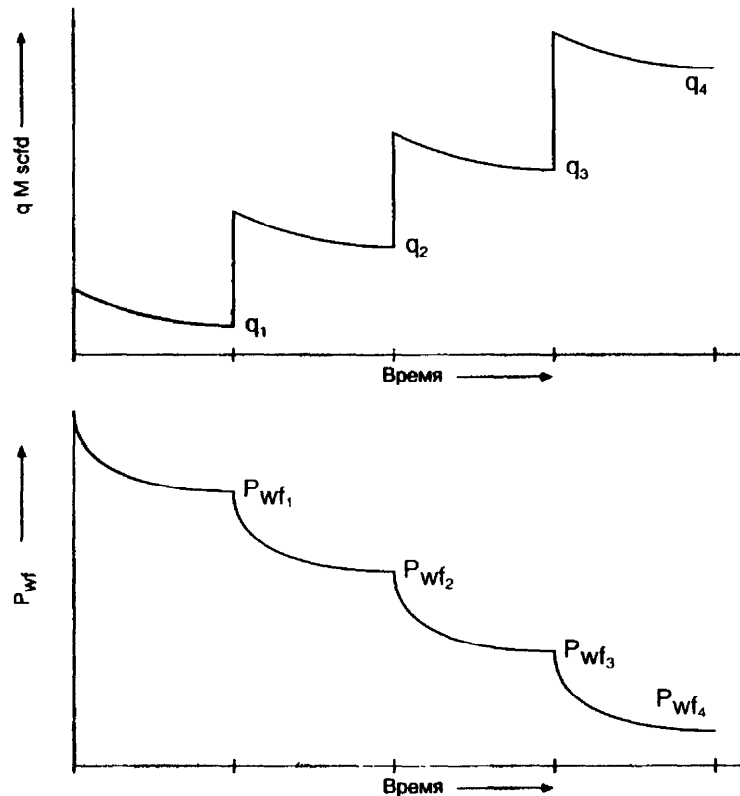 q M scfd
q₄
q₃
q₂
q₁
Время
Pwf
Pwf₁
Pwf₂
Pwf₃
Pwf₄
Время